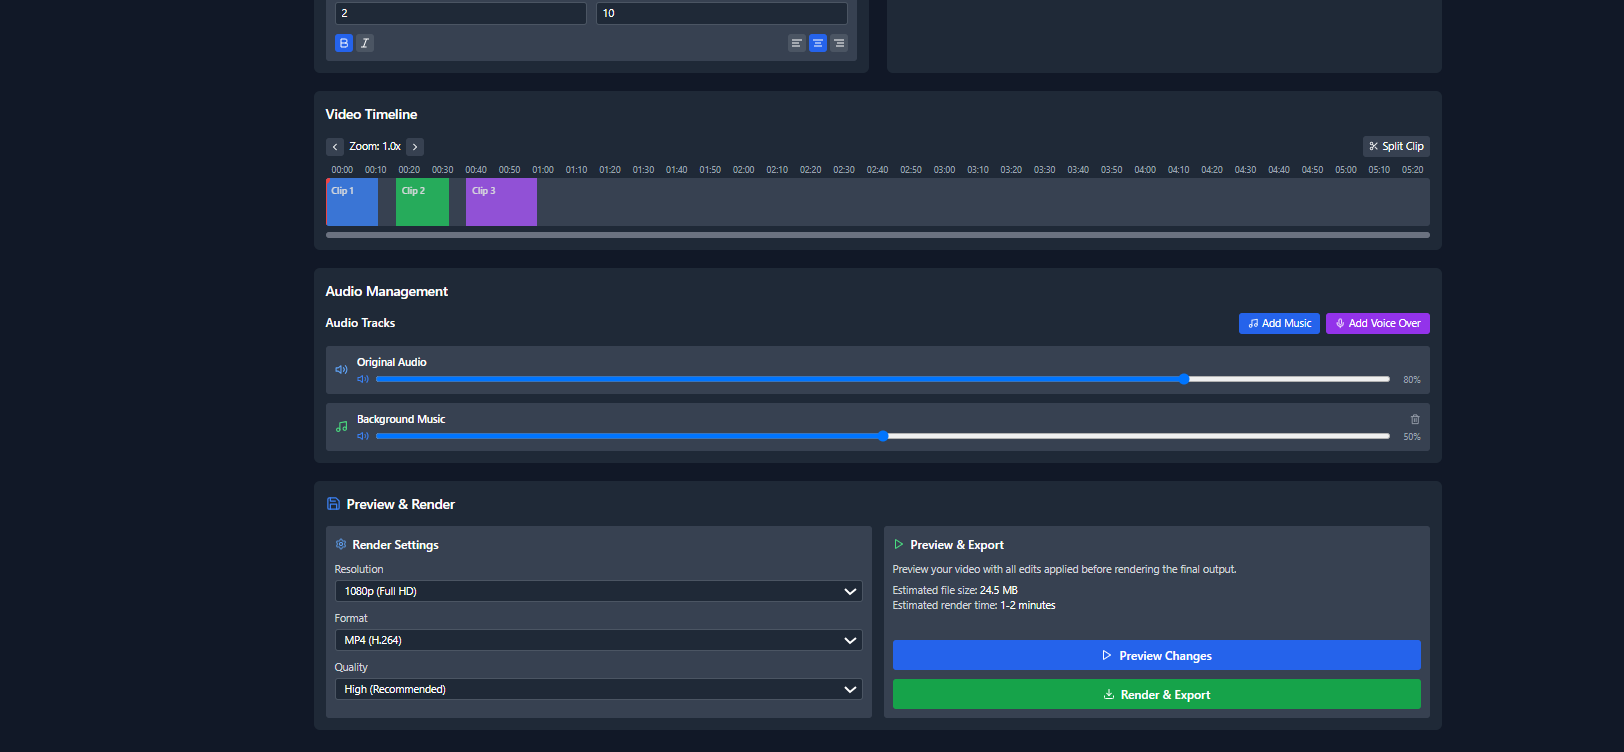 2 10
B I
Video Timeline
Zoom: 1.0x
Split Clip
00:00 00:10 00:20 00:30 00:40 00:50 01:00 01:10 01:20 01:30 01:40 01:50 02:00 02:10 02:20 02:30 02:40 02:50 03:00 03:10 03:20 03:30 03:40 03:50 04:00 04:10 04:20 04:30 04:40 04:50 05:00 05:10 05:20
Clip 1 Clip 2 Clip 3
Audio Management
Audio Tracks
Add Music Add Voice Over
Original Audio
80%
Background Music
50%
Preview & Render
Render Settings
Resolution
1080p (Full HD)
Format
MP4 (H.264)
Quality
High (Recommended)
Preview & Export
Preview your video with all edits applied before rendering the final output.
Estimated file size: 24.5 MB
Estimated render time: 1-2 minutes
Preview Changes
Render & Export